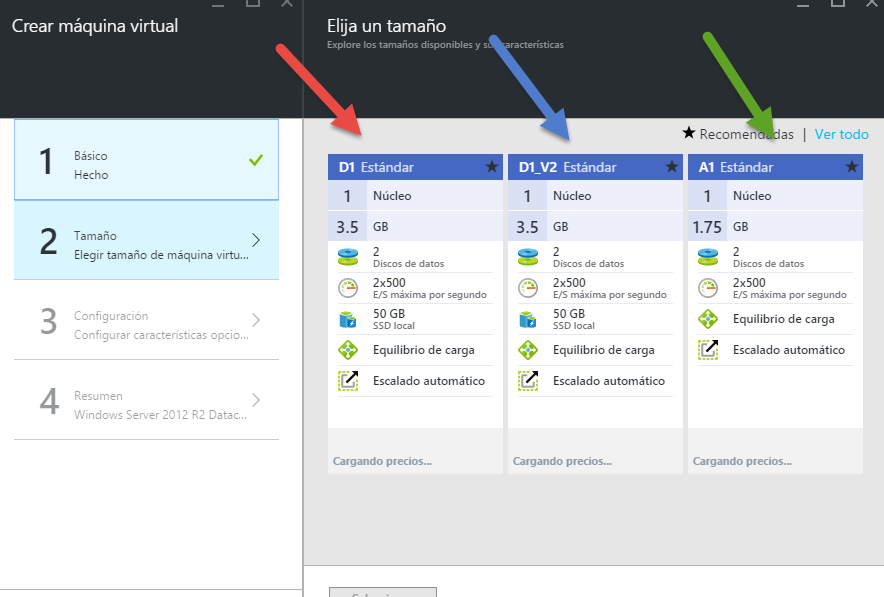 Crear máquina virtual
1
Básico
Hecho
2
Tamaño
Elegir tamaño de máquina virtu...
3
Configuración
Configurar características opcio...
4
Resumen
Windows Server 2012 R2 Datac...
Elija un tamaño
Explore los tamaños disponibles y sus características
★ Recomendadas | Ver todo
D1 Estándar ★
1 Núcleo
3.5 GB
2
Discos de datos
2x500
E/S máxima por segundo
50 GB
SSD local
Equilibrio de carga
Escalado automático
Cargando precios...
D1_V2 Estándar ★
1 Núcleo
3.5 GB
2
Discos de datos
2x500
E/S máxima por segundo
50 GB
SSD local
Equilibrio de carga
Escalado automático
Cargando precios...
A1 Estándar ★
1 Núcleo
1.75 GB
2
Discos de datos
2x500
E/S máxima por segundo
Equilibrio de carga
Escalado automático
Cargando precios...